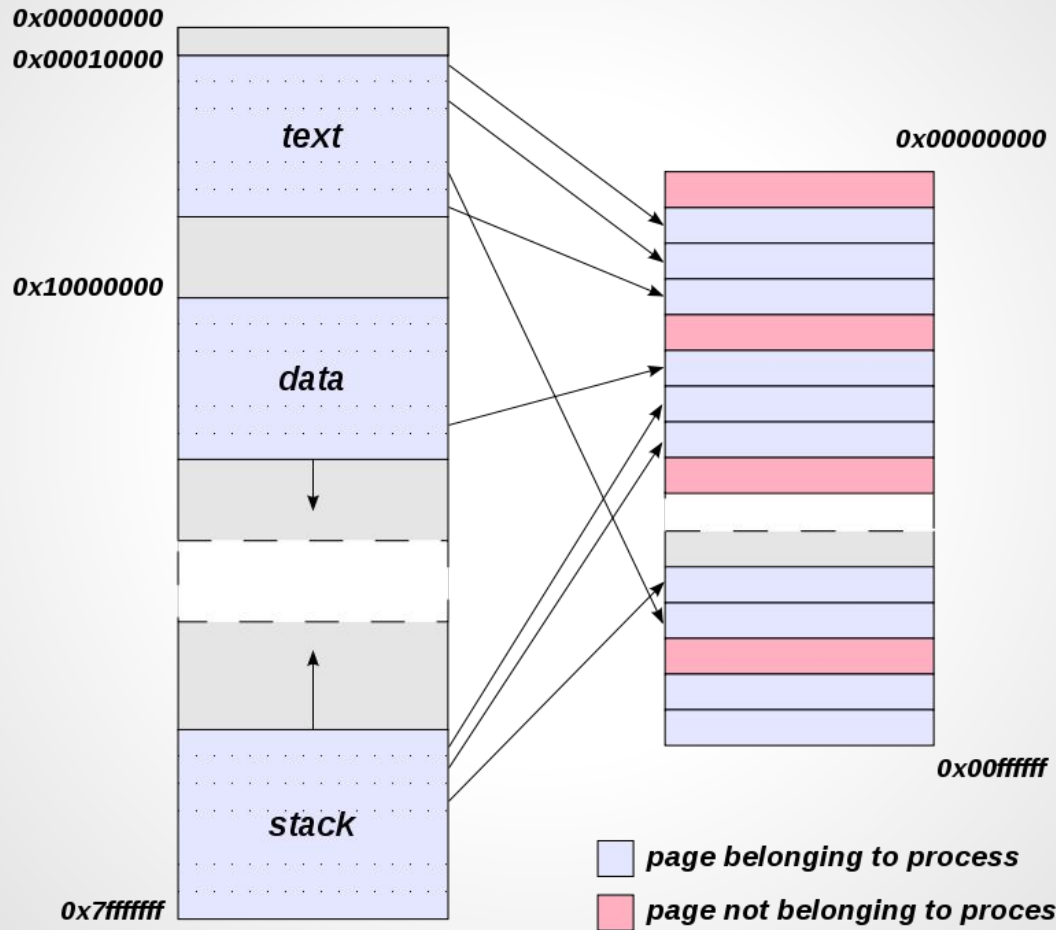 0x00000000
0x00010000
text
0x10000000
data
stack
0x7fffffff
0x00000000
0x00ffffff
page belonging to process
page not belonging to proces